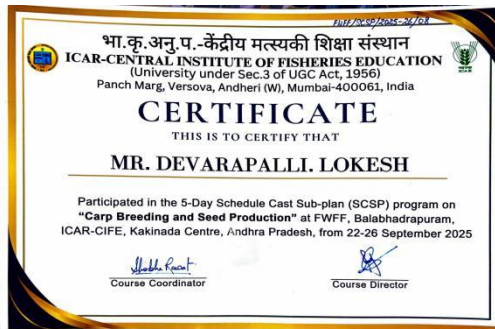 FWFF/SCSP/2025-26/08
भा.कृ.अनु.प.-केंद्रीय मत्स्यकी शिक्षा संस्थान
ICAR-CENTRAL INSTITUTE OF FISHERIES EDUCATION
(University under Sec.3 of UGC Act, 1956)
Panch Marg, Versova, Andheri (W), Mumbai-400061, India
CERTIFICATE
THIS IS TO CERTIFY THAT
MR. DEVARAPALLI. LOKESH
Participated in the 5-Day Schedule Cast Sub-plan (SCSP) program on
“Carp Breeding and Seed Production” at FWFF, Balabhadrapuram,
ICAR-CIFE, Kakinada Centre, Andhra Pradesh, from 22-26 September 2025
Course Coordinator
Course Director